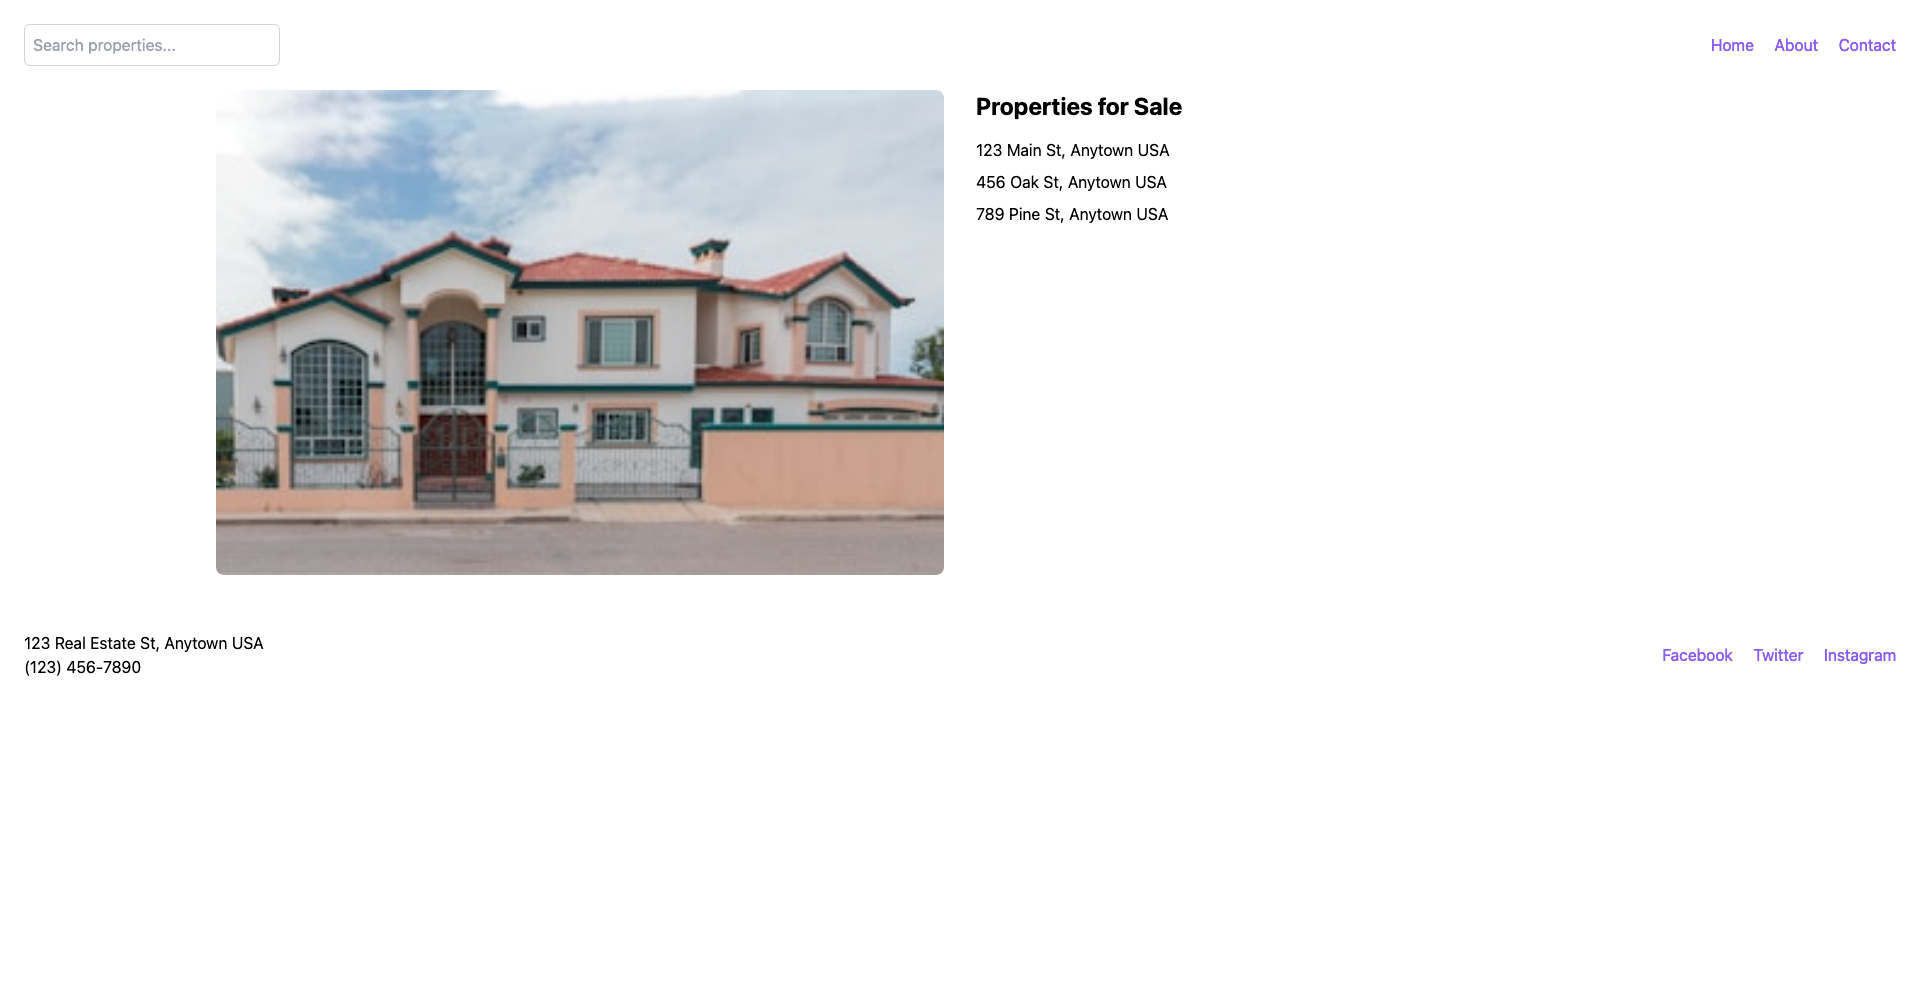 Search properties...
Home About Contact
Properties for Sale
123 Main St, Anytown USA
456 Oak St, Anytown USA
789 Pine St, Anytown USA
123 Real Estate St, Anytown USA
(123) 456-7890
Facebook Twitter Instagram